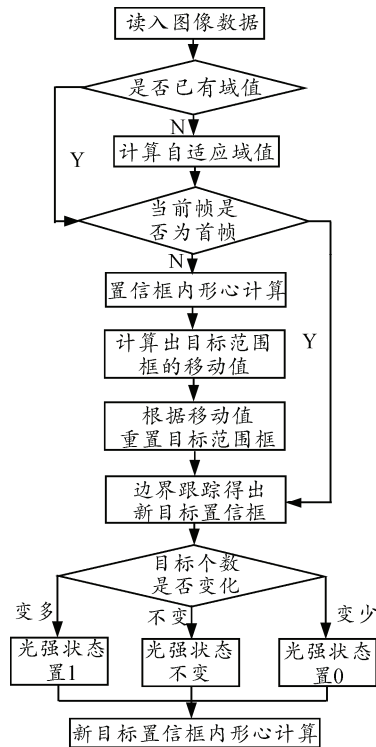 读入图像数据
是否已有域值
N
Y
计算自适应域值
当前帧是
否为首帧
N
置信框内形心计算
Y
计算出目标范围
框的移动值
根据移动值
重置目标范围框
边界跟踪得出
新目标置信框
目标个数
是否变化
变多
不变
变少
光强状态
置1
光强状态
不变
光强状态
置0
新目标置信框内形心计算